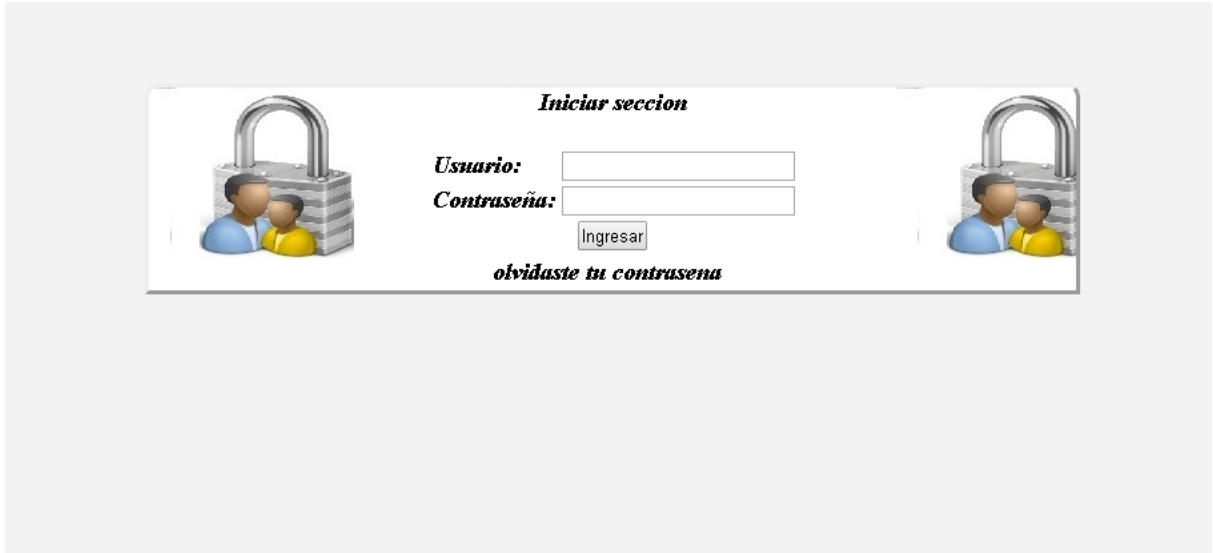 Iniciar seccion
Usuario:
Contraseña:
Ingresar
olvidaste tu contrasena